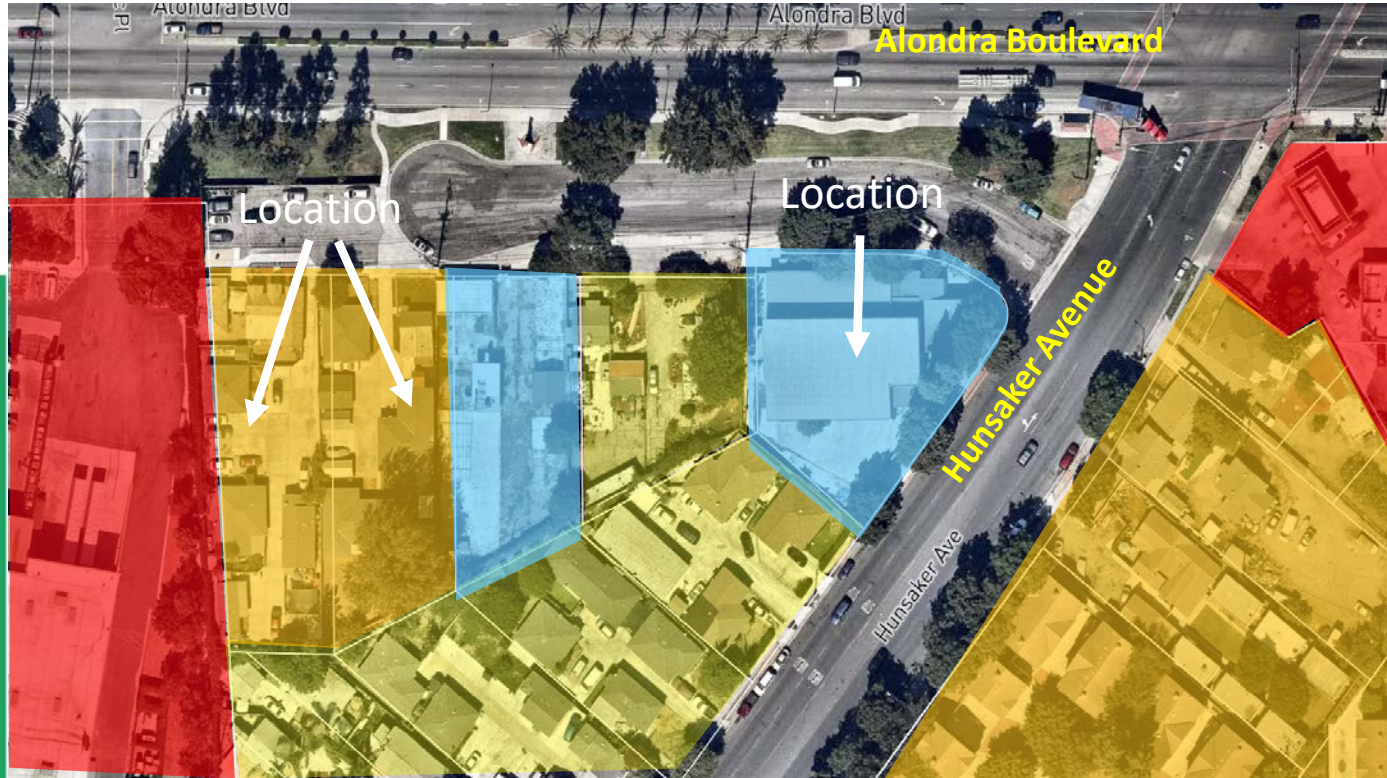 Alondra Blvd
Alondra Blvd
Alondra Boulevard
Location
Location
Hunsaker Avenue
Hunsaker Ave